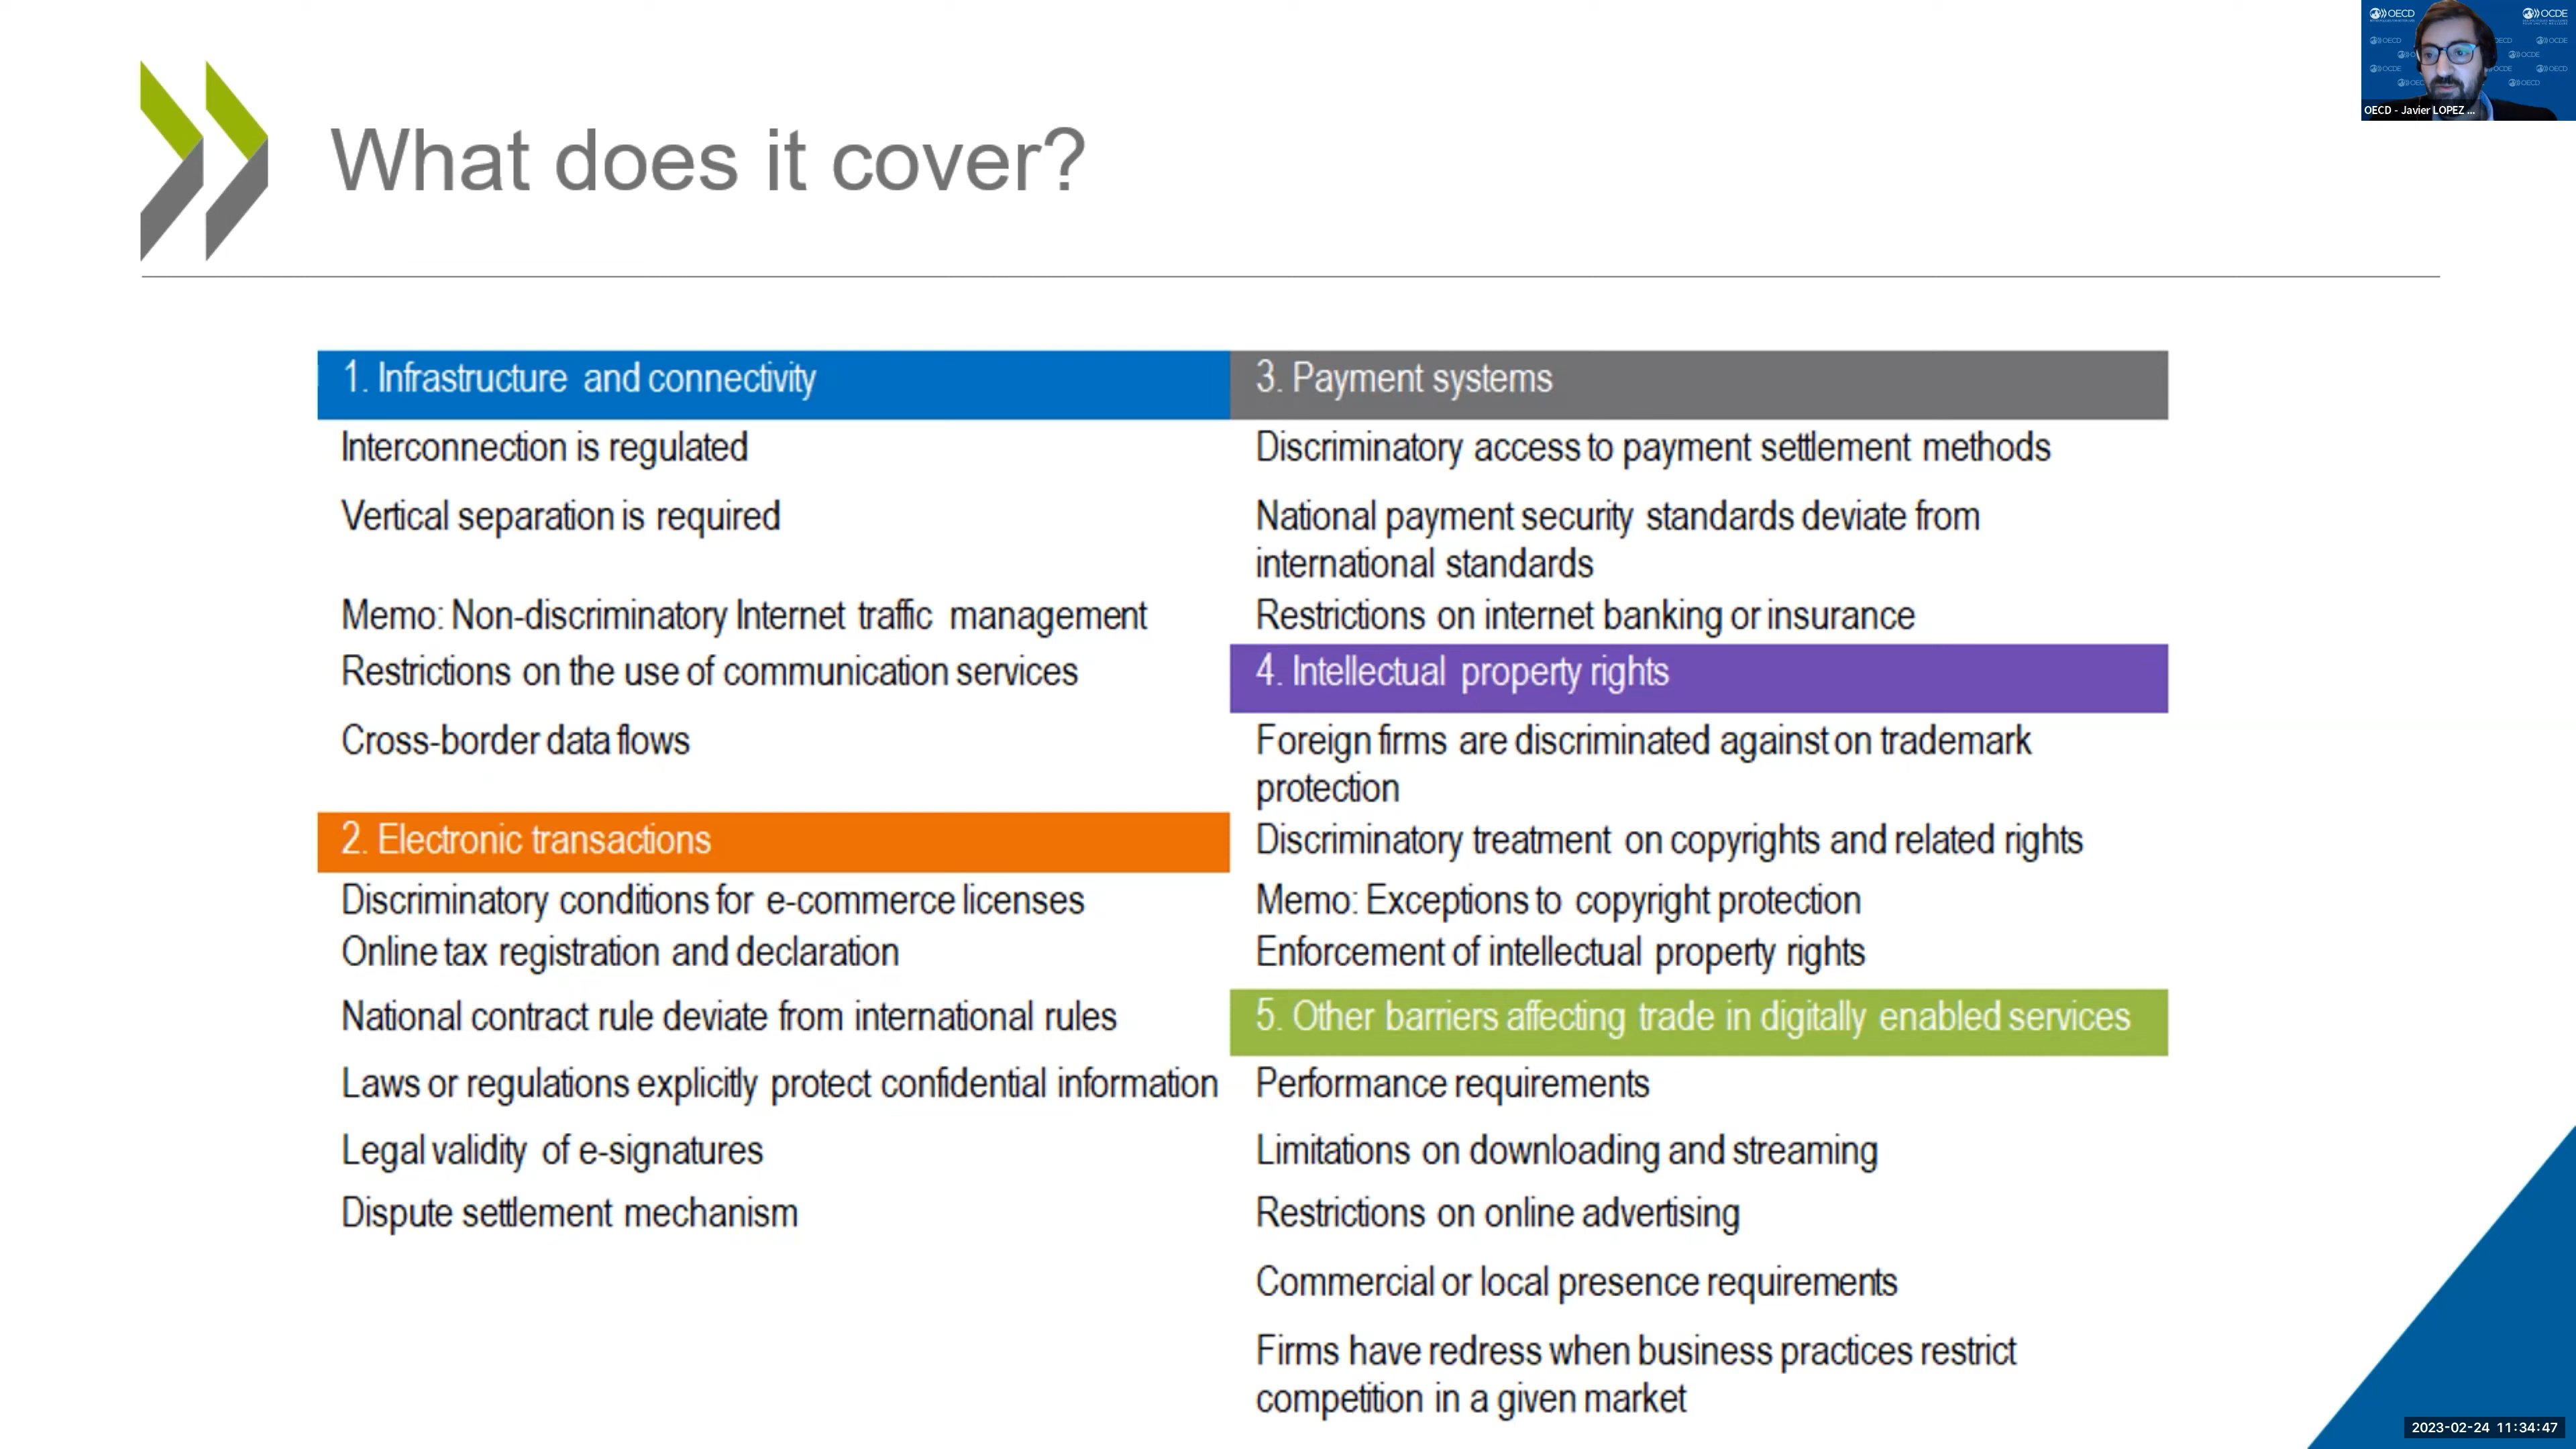 What does it cover?
1. Infrastructure and connectivity
Interconnection is regulated
Vertical separation is required
Memo: Non-discriminatory Internet traffic management
Restrictions on the use of communication services
Cross-border data flows
2. Electronic transactions
Discriminatory conditions for e-commerce licenses
Online tax registration and declaration
National contract rule deviate from international rules
Laws or regulations explicitly protect confidential information
Legal validity of e-signatures
Dispute settlement mechanism
3. Payment systems
Discriminatory access to payment settlement methods
National payment security standards deviate from
international standards
Restrictions on internet banking or insurance
4. Intellectual property rights
Foreign firms are discriminated against on trademark
protection
Discriminatory treatment on copyrights and related rights
Memo: Exceptions to copyright protection
Enforcement of intellectual property rights
5. Other barriers affecting trade in digitally enabled services
Performance requirements
Limitations on downloading and streaming
Restrictions on online advertising
Commercial or local presence requirements
Firms have redress when business practices restrict
competition in a given market
OECD
OCDE
OECD - Javier LOPEZ ...
2023-02-24 11:34:47